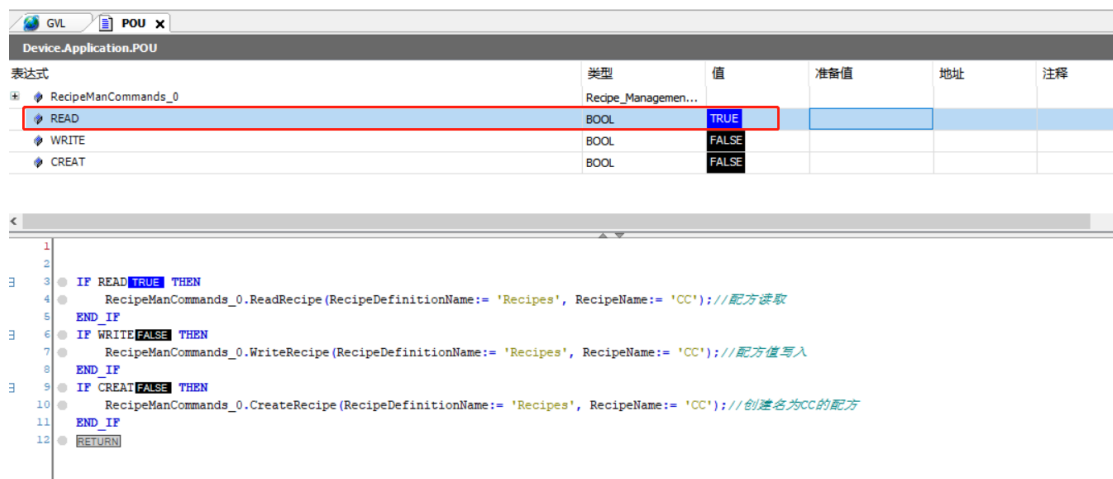 GVL POU
Device.Application.POU
表达式 类型 值 准备值 地址 注释
RecipeManCommands_0 Recipe_Managemen...
READ BOOL TRUE
WRITE BOOL FALSE
CREAT BOOL FALSE
1
2
3 IF READ TRUE THEN
4 RecipeManCommands_0.ReadRecipe(RecipeDefinitionName:= 'Recipes', RecipeName:= 'CC');//配方读取
5 END_IF
6 IF WRITE FALSE THEN
7 RecipeManCommands_0.WriteRecipe(RecipeDefinitionName:= 'Recipes', RecipeName:= 'CC');//配方值写入
8 END_IF
9 IF CREAT FALSE THEN
10 RecipeManCommands_0.CreateRecipe(RecipeDefinitionName:= 'Recipes', RecipeName:= 'CC');//创建名为CC的配方
11 END_IF
12 RETURN